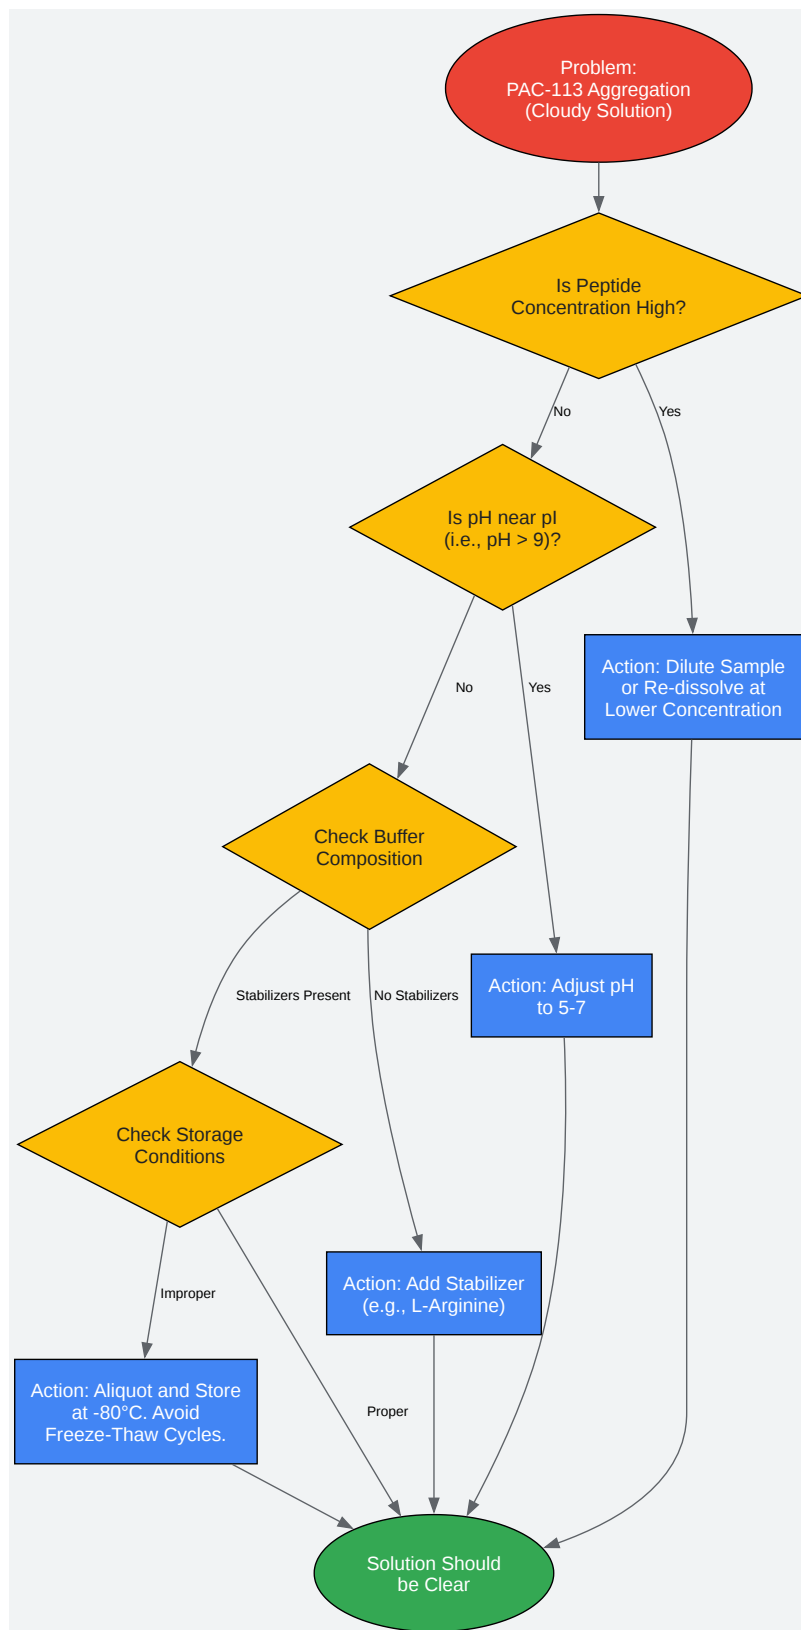 Problem:
PAC-113 Aggregation
(Cloudy Solution)
Is Peptide
Concentration High?
No
Yes
Is pH near pI
(i.e., pH > 9)?
Action: Dilute Sample
or Re-dissolve at
Lower Concentration
No
Yes
Check Buffer
Composition
Action: Adjust pH
to 5-7
Stabilizers Present
No Stabilizers
Check Storage
Conditions
Action: Add Stabilizer
(e.g., L-Arginine)
Improper
Action: Aliquot and Store
at -80°C. Avoid
Freeze-Thaw Cycles.
Proper
Solution Should
be Clear